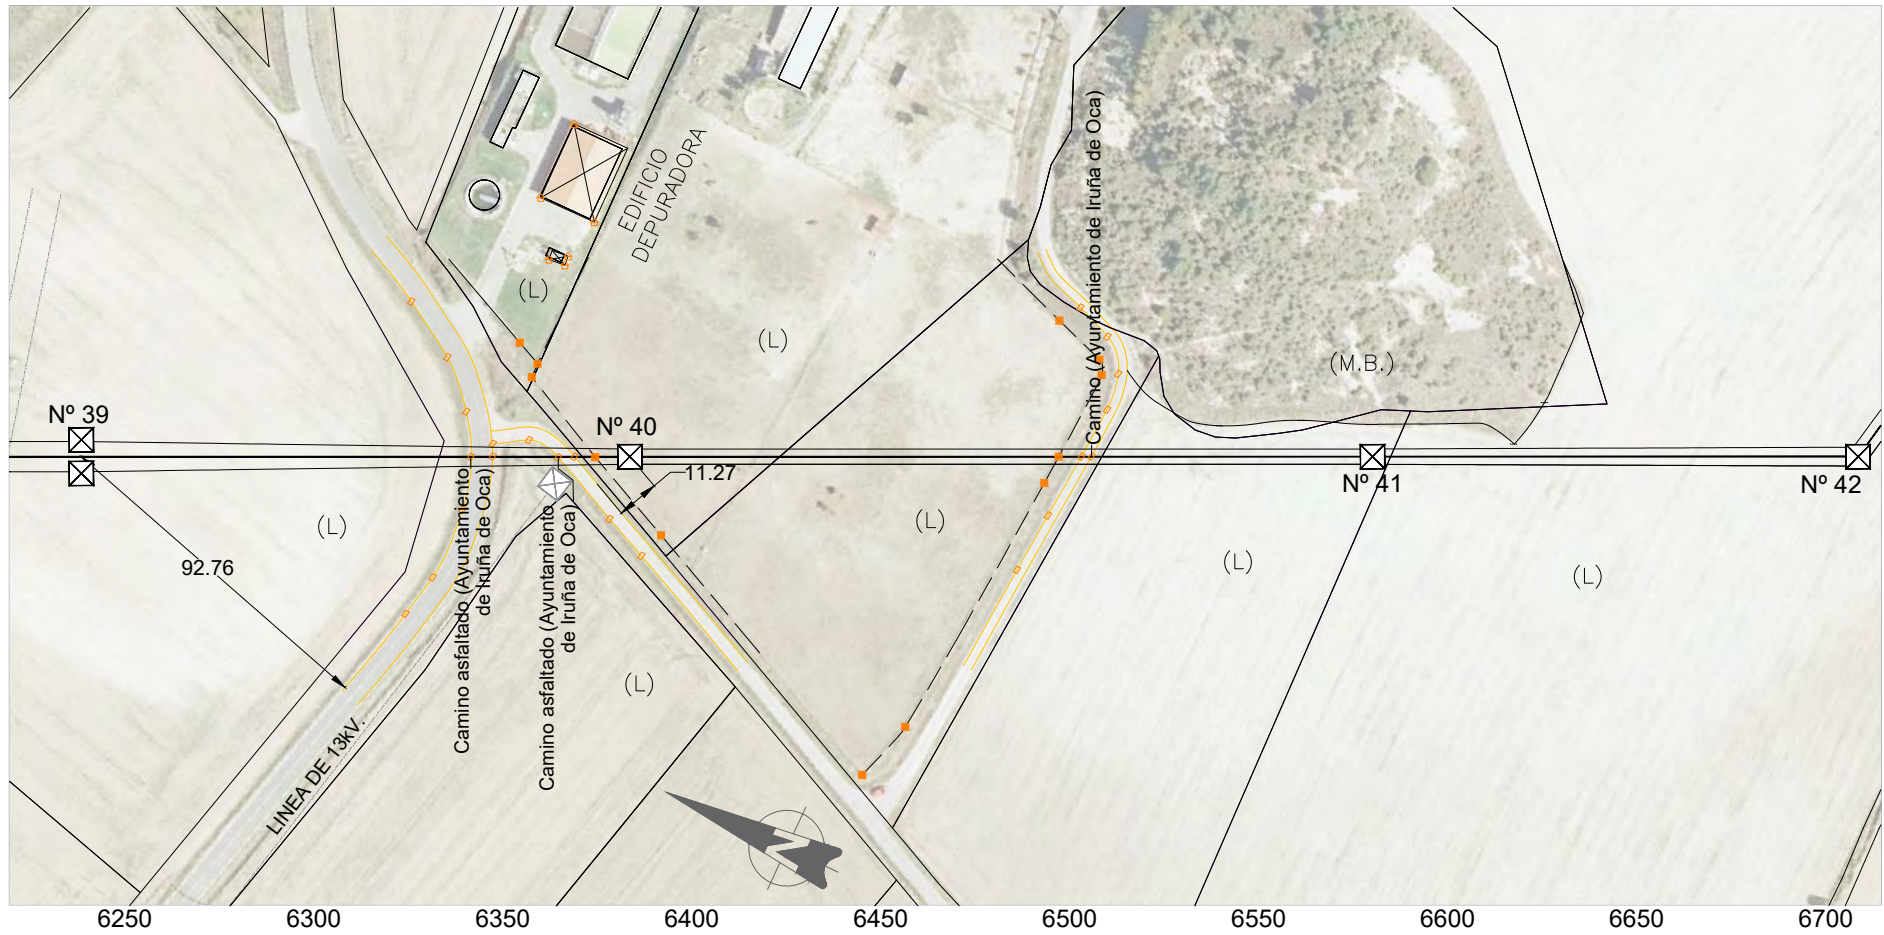 EDIFICIO
DEPURADORA
Camino (Ayuntamiento de Iruña de Oca)
(L)
(L)
(M.B.)
Nº 39
Nº 40
11.27
Nº 41
Nº 42
(L)
(L)
(L)
(L)
92.76
Camino asfaltado (Ayuntamiento
de Iruña de Oca)
Camino asfaltado (Ayuntamiento
de Iruña de Oca)
(L)
LINEA DE 13kV.
6250 6300 6350 6400 6450 6500 6550 6600 6650 6700